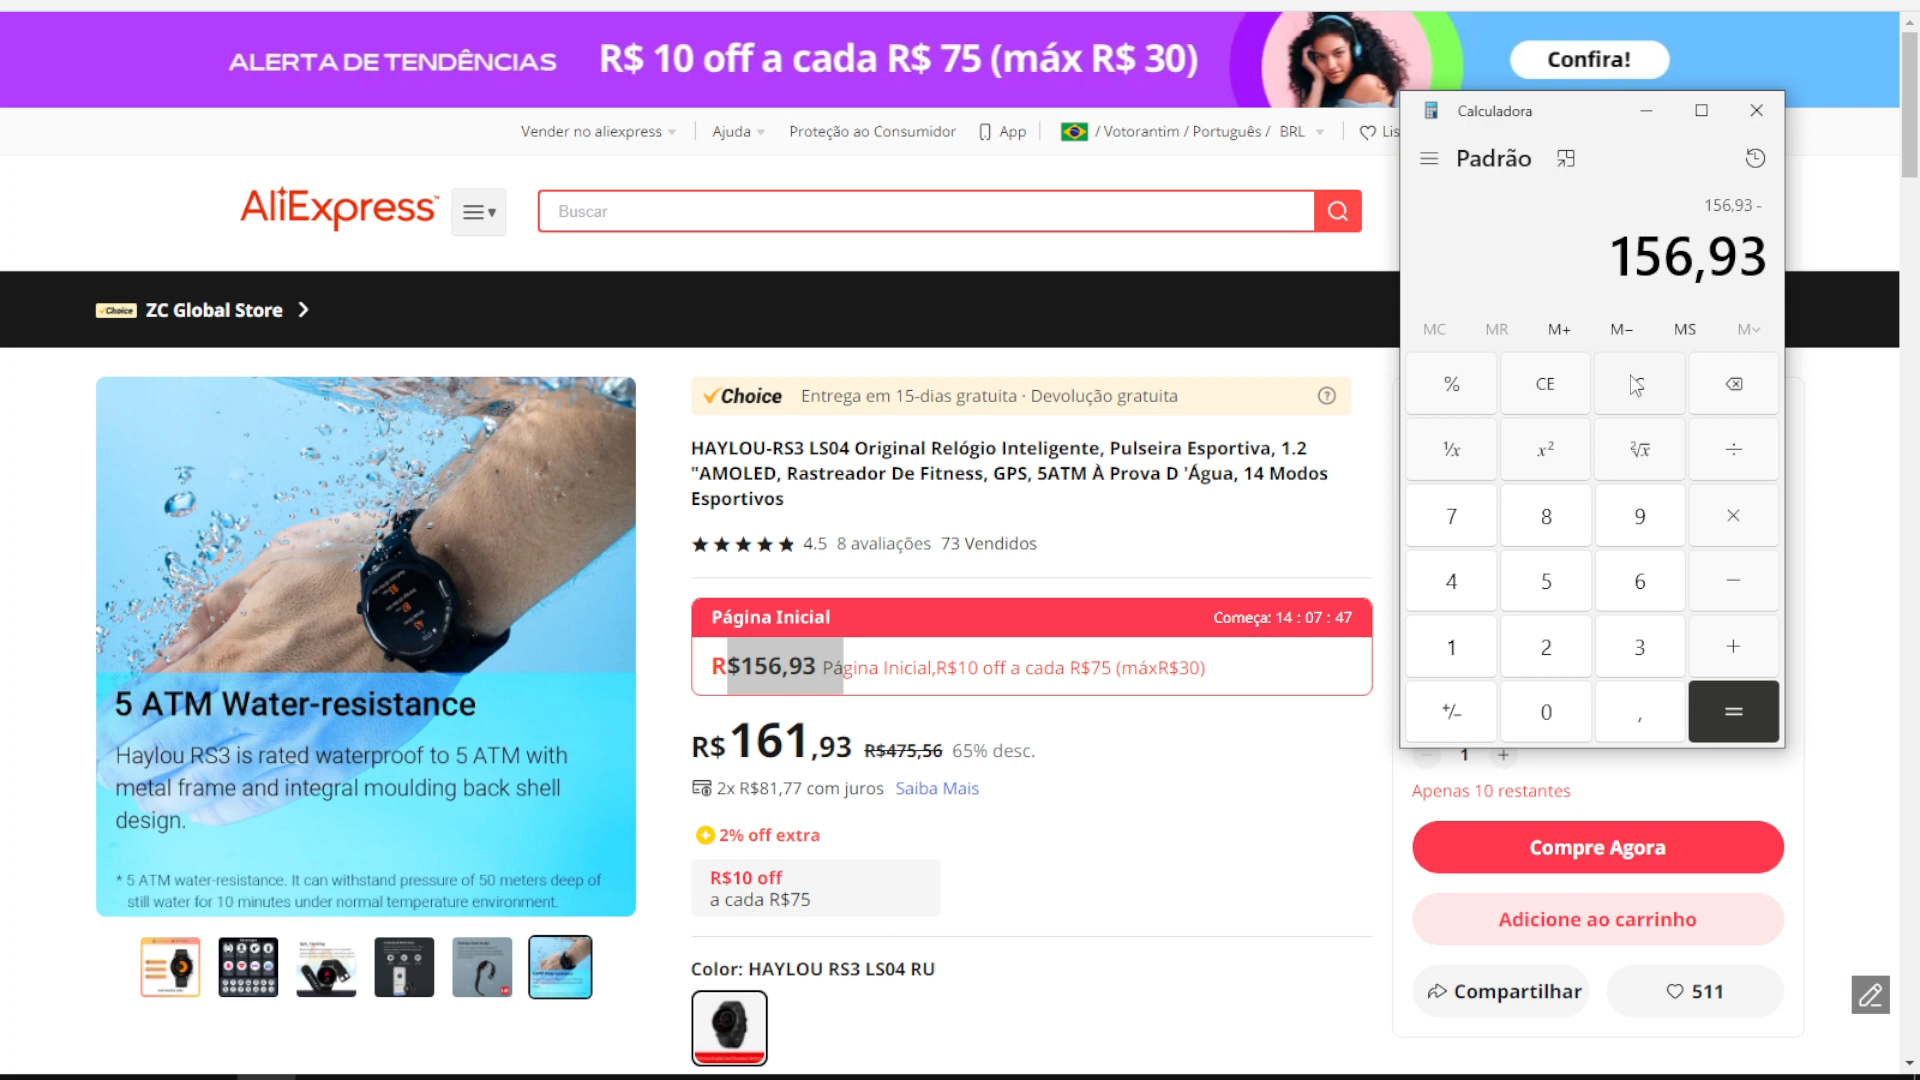 ALERTA DE TENDÊNCIAS R$ 10 off a cada R$ 75 (máx R$ 30) Confira!
Vender no aliexpress Ajuda Proteção ao Consumidor App / Votorantim / Português / BRL Lis
AliExpress
Buscar
Choice ZC Global Store
5 ATM Water-resistance
Haylou RS3 is rated waterproof to 5 ATM with
metal frame and integral moulding back shell
design.
* 5 ATM water-resistance. It can withstand pressure of 50 meters deep of
still water for 10 minutes under normal temperature environment.
Choice Entrega em 15-dias gratuita · Devolução gratuita
HAYLOU-RS3 LS04 Original Relógio Inteligente, Pulseira Esportiva, 1.2
"AMOLED, Rastreador De Fitness, GPS, 5ATM À Prova D 'Água, 14 Modos
Esportivos
4.5 8 avaliações 73 Vendidos
Página Inicial Começa: 14 : 07 : 47
R$156,93 Página Inicial,R$10 off a cada R$75 (máxR$30)
R$161,93 R$475,56 65% desc.
2x R$81,77 com juros Saiba Mais
2% off extra
R$10 off
a cada R$75
Color: HAYLOU RS3 LS04 RU
Calculadora
Padrão
156,93 -
156,93
MC MR M+ M− MS M
% CE
¹/x x² ²√x ÷
7 8 9 ×
4 5 6 −
1 2 3 +
+/− 0 , =
− 1 +
Apenas 10 restantes
Compre Agora
Adicione ao carrinho
Compartilhar 511